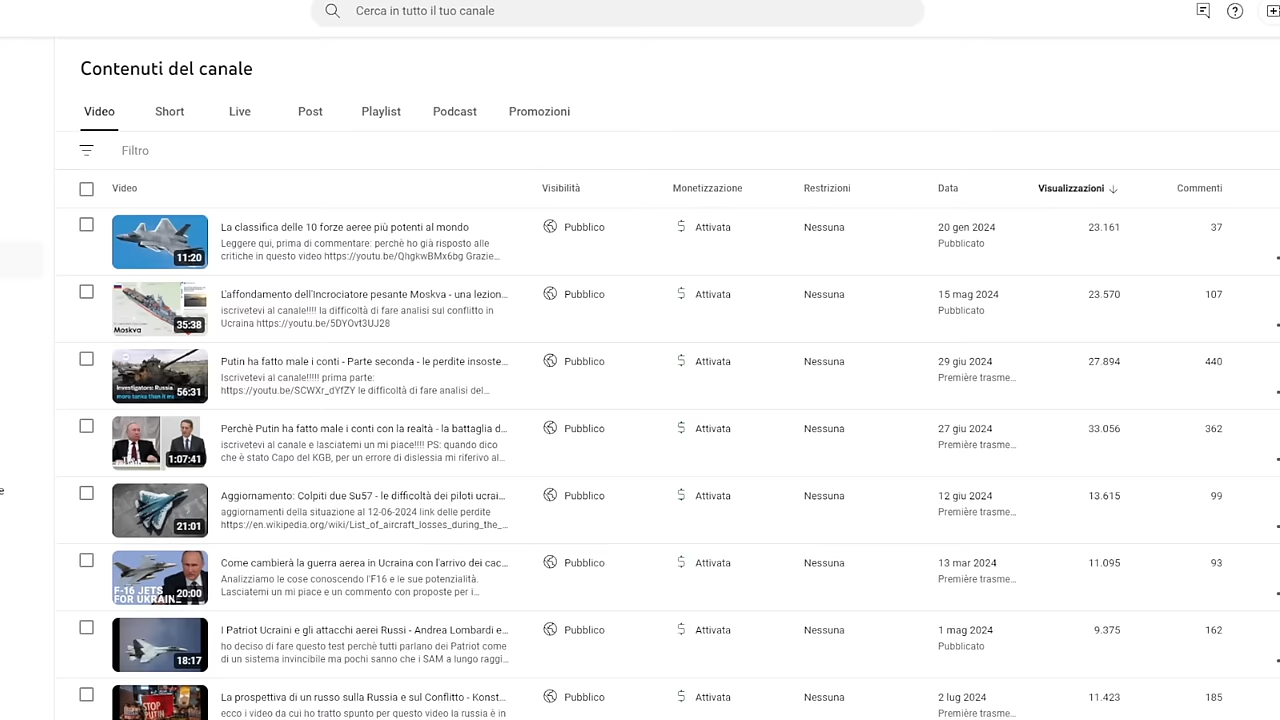 Cerca in tutto il tuo canale
Contenuti del canale
Video Short Live Post Playlist Podcast Promozioni
Filtro
Video Visibilità Monetizzazione Restrizioni Data Visualizzazioni Commenti
La classifica delle 10 forze aeree più potenti al mondo Pubblico Attivata Nessuna 20 gen 2024 23.161 37
Leggere qui, prima di commentare: perchè ho già risposto alle Pubblicato
critiche in questo video https://youtu.be/QhgkwBMx6bg Grazie…
11:20
L'affondamento dell'Incrociatore pesante Moskva - una lezion… Pubblico Attivata Nessuna 15 mag 2024 23.570 107
iscrivetevi al canale!!!! la difficoltà di fare analisi sul conflitto in Pubblicato
Ucraina https://youtu.be/5DYOvt3UJ28
Moskva 35:38
Putin ha fatto male i conti - Parte seconda - le perdite insoste… Pubblico Attivata Nessuna 29 giu 2024 27.894 440
Iscrivetevi al canale!!!!! prima parte: Première trasme…
https://youtu.be/SCWXr_dYfZY le difficoltà di fare analisi del…
Investigators: Russia
more tanks than it ma 56:31
Perchè Putin ha fatto male i conti con la realtà - la battaglia d… Pubblico Attivata Nessuna 27 giu 2024 33.056 362
iscrivetevi al canale e lasciatemi un mi piace!!!! PS: quando dico Première trasme…
che è stato Capo del KGB, per un errore di dislessia mi riferivo al…
1:07:41
Aggiornamento: Colpiti due Su57 - le difficoltà dei piloti ucrai… Pubblico Attivata Nessuna 12 giu 2024 13.615 99
aggiornamenti della situazione al 12-06-2024 link delle perdite Première trasme…
https://en.wikipedia.org/wiki/List_of_aircraft_losses_during_the_…
21:01
Come cambierà la guerra aerea in Ucraina con l'arrivo dei cac… Pubblico Attivata Nessuna 13 mar 2024 11.095 93
Analizziamo le cose conoscendo l'F16 e le sue potenzialità. Première trasme…
Lasciatemi un mi piace e un commento con proposte per i…
F-16 JETS
FOR UKRAINE 20:00
I Patriot Ucraini e gli attacchi aerei Russi - Andrea Lombardi e… Pubblico Attivata Nessuna 1 mag 2024 9.375 162
ho deciso di fare questo test perchè tutti parlano dei Patriot come Pubblicato
di un sistema invincibile ma pochi sanno che i SAM a lungo raggi…
18:17
La prospettiva di un russo sulla Russia e sul Conflitto - Konst… Pubblico Attivata Nessuna 2 lug 2024 11.423 185
ecco i video da cui ho tratto spunto per questo video la russia è in Première trasme…
STOP
PUTIN